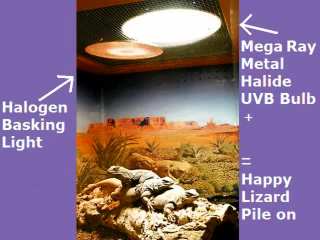 Halogen
Basking
Light
Mega Ray
Metal
Halide
UVB Bulb
+
=
Happy
Lizard
Pile on